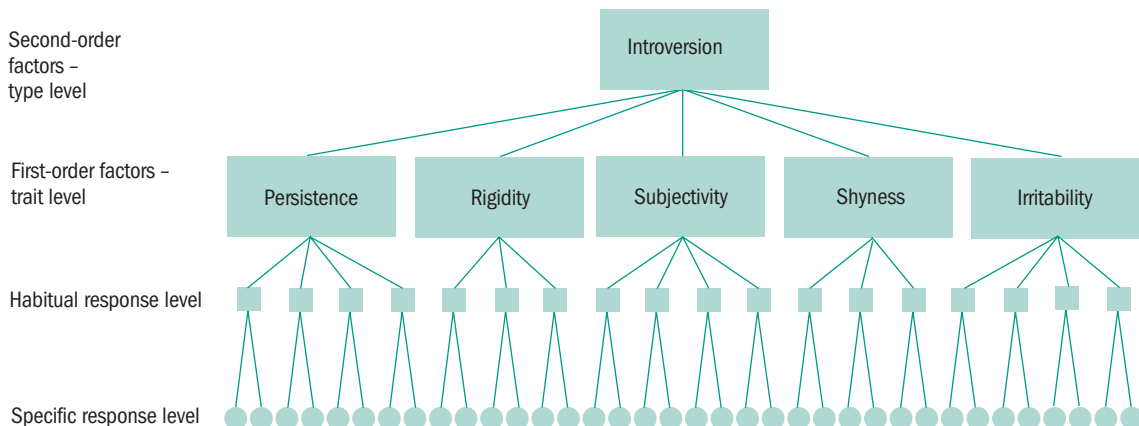 Second-order
factors –
type level
Introversion
First-order factors –
trait level
Persistence
Rigidity
Subjectivity
Shyness
Irritability
Habitual response level
Specific response level